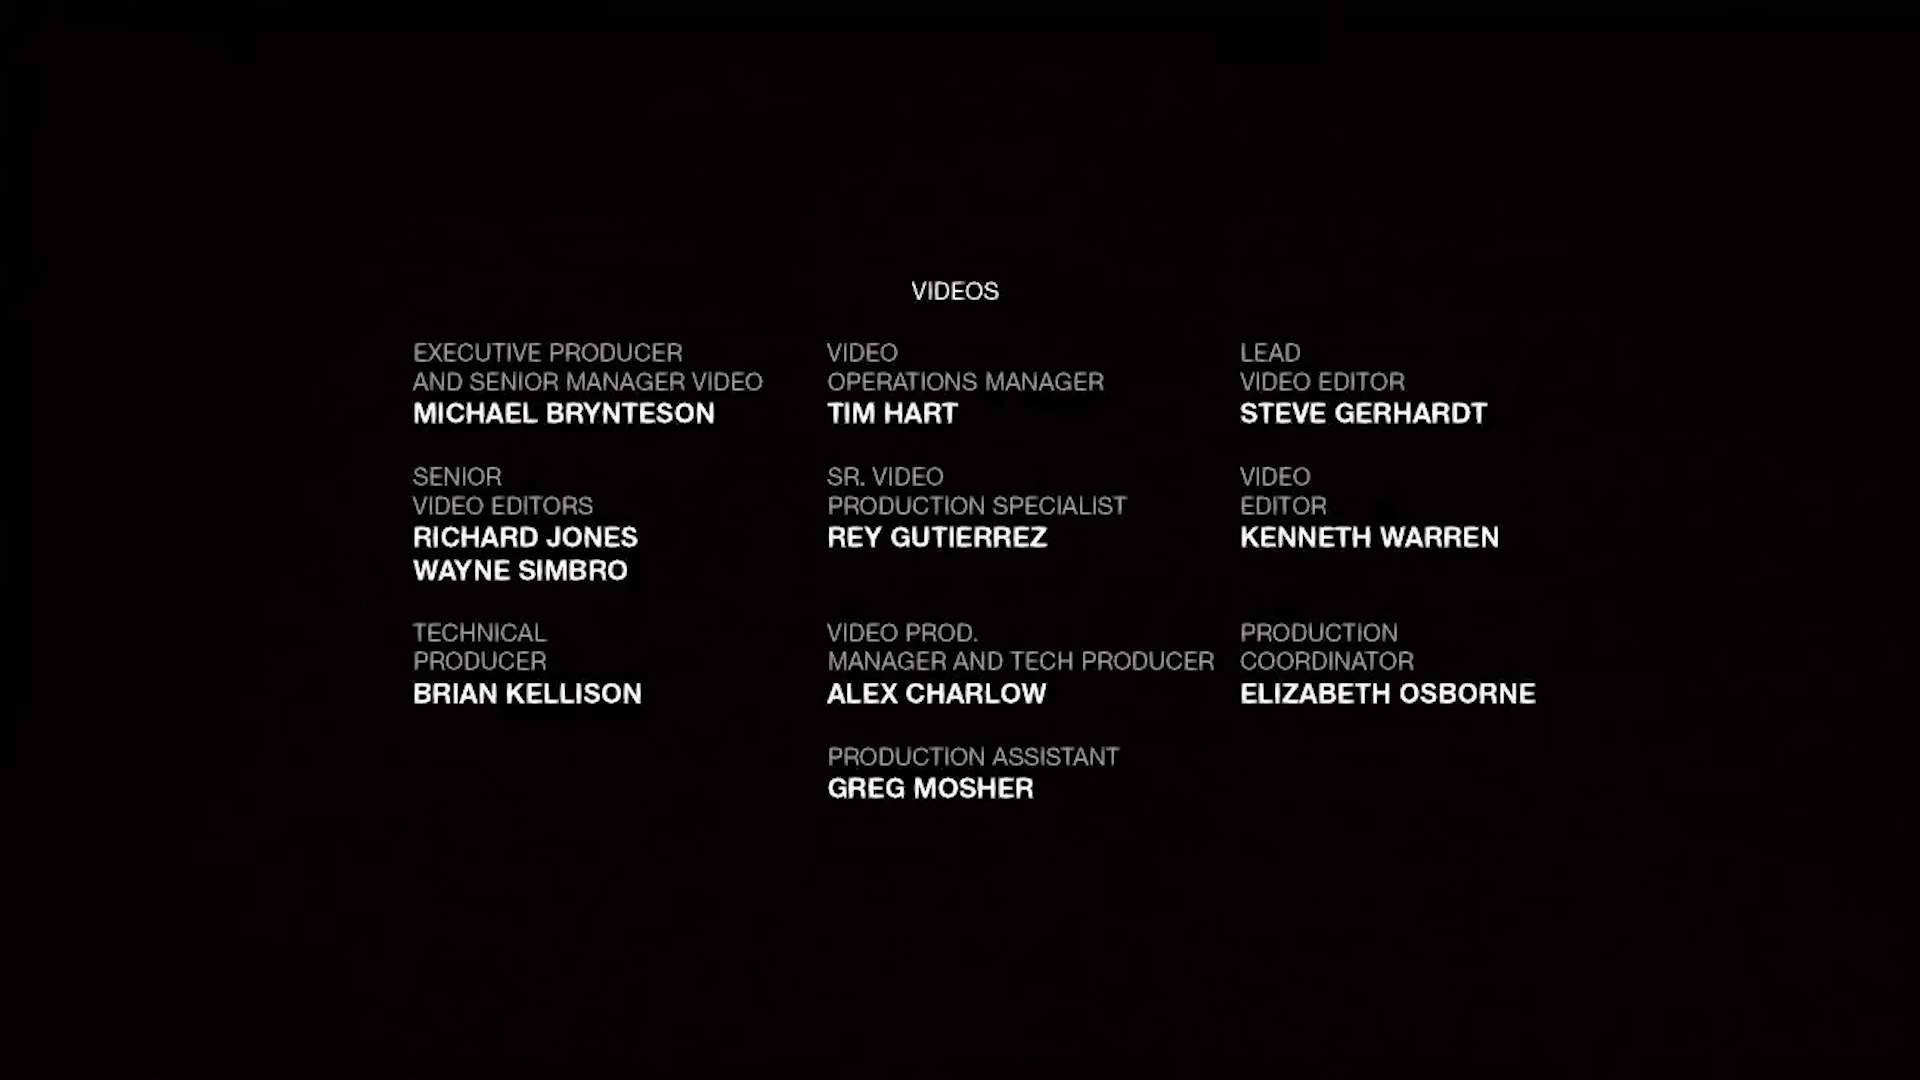 VIDEOS
EXECUTIVE PRODUCER
AND SENIOR MANAGER VIDEO
MICHAEL BRYNTESON
VIDEO
OPERATIONS MANAGER
TIM HART
LEAD
VIDEO EDITOR
STEVE GERHARDT
SENIOR
VIDEO EDITORS
RICHARD JONES
WAYNE SIMBRO
SR. VIDEO
PRODUCTION SPECIALIST
REY GUTIERREZ
VIDEO
EDITOR
KENNETH WARREN
TECHNICAL
PRODUCER
BRIAN KELLISON
VIDEO PROD.
MANAGER AND TECH PRODUCER
ALEX CHARLOW
PRODUCTION
COORDINATOR
ELIZABETH OSBORNE
PRODUCTION ASSISTANT
GREG MOSHER